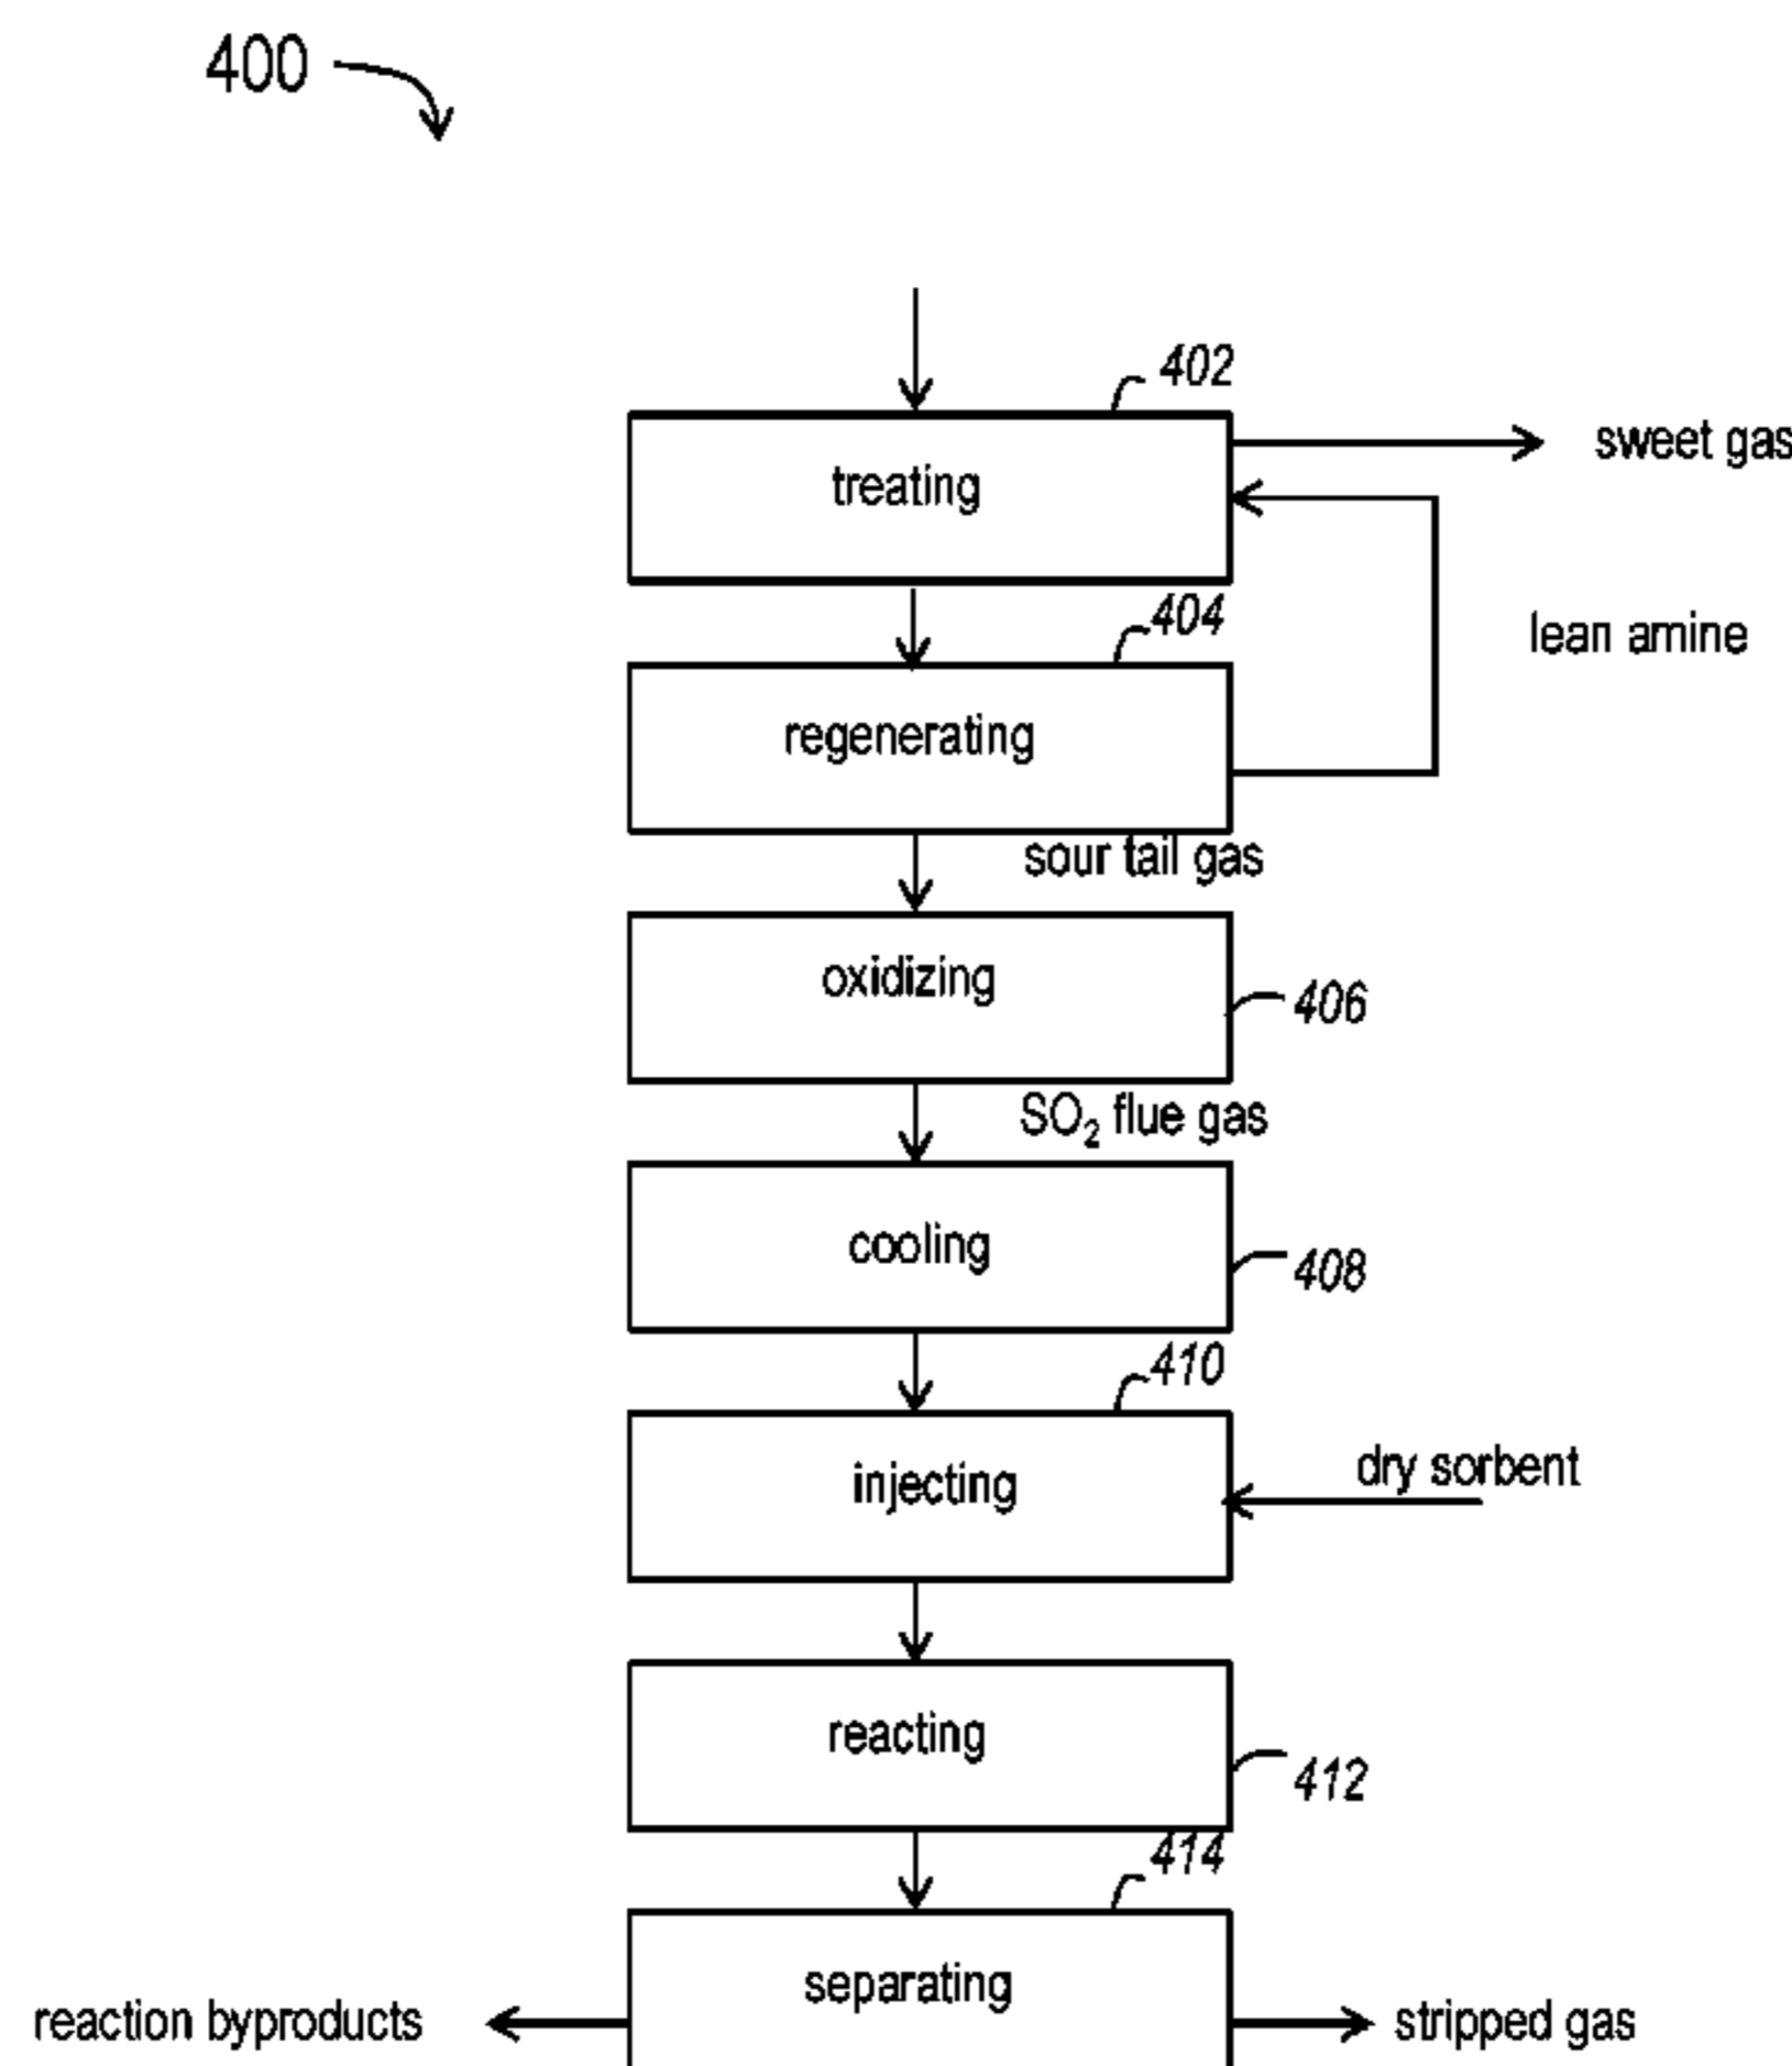 400
402
sweet gas
treating
404
lean amine
regenerating
sour tail gas
oxidizing
406
SO₂ flue gas
cooling
408
410
dry sorbent
injecting
reacting
412
414
separating
reaction byproducts
stripped gas